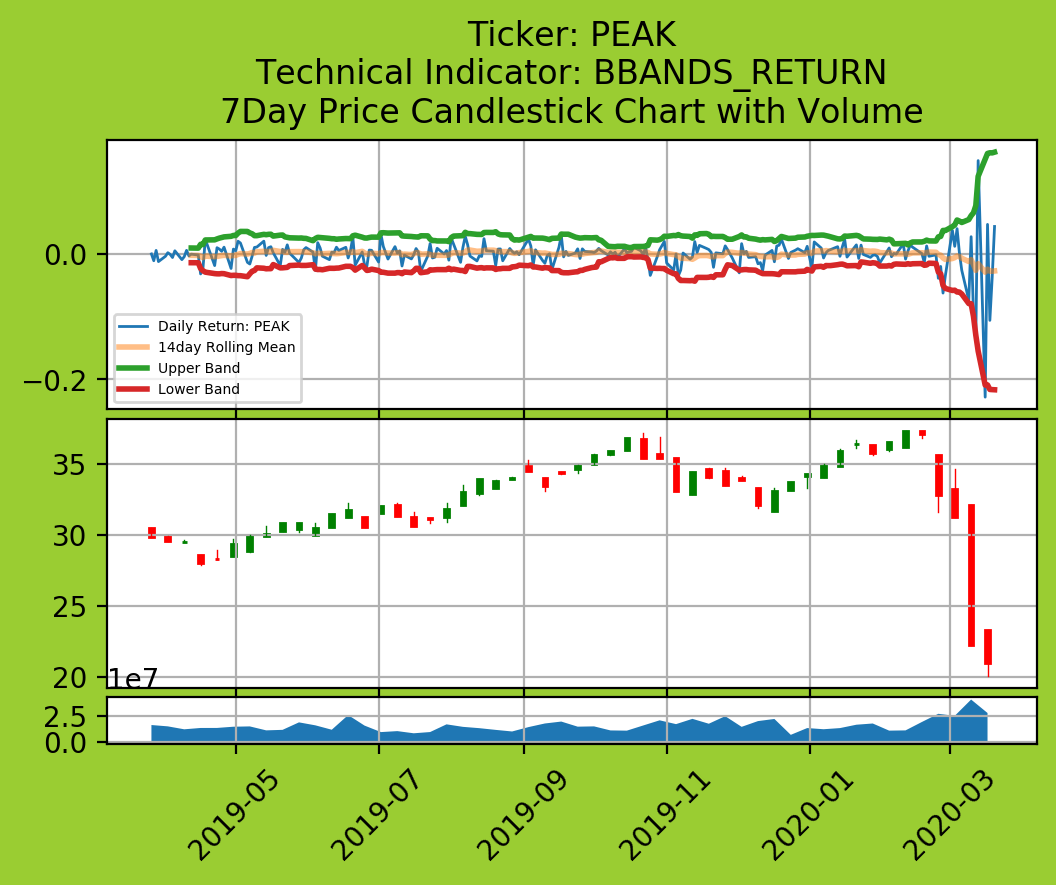 Ticker: PEAK
Technical Indicator: BBANDS_RETURN
7Day Price Candlestick Chart with Volume
0.0
−0.2
Daily Return: PEAK
14day Rolling Mean
Upper Band
Lower Band
35
30
25
20
1e7
2.5
0.0
2019-05
2019-07
2019-09
2019-11
2020-01
2020-03